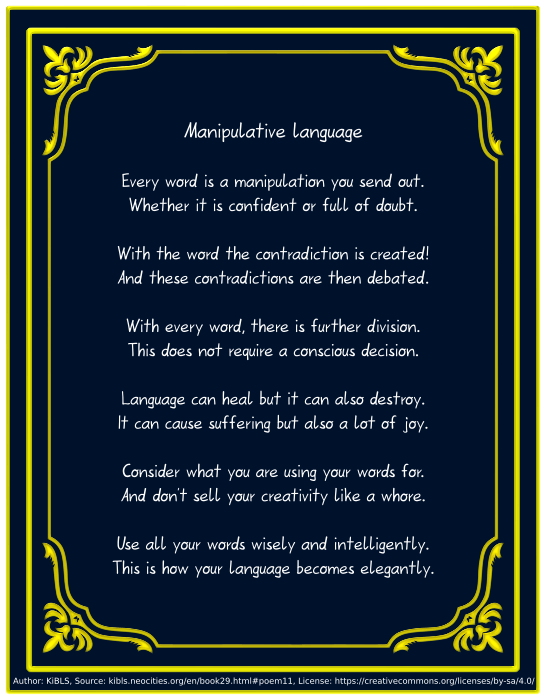 Manipulative language
Every word is a manipulation you send out.
Whether it is confident or full of doubt.
With the word the contradiction is created!
And these contradictions are then debated.
With every word, there is further division.
This does not require a conscious decision.
Language can heal but it can also destroy.
It can cause suffering but also a lot of joy.
Consider what you are using your words for.
And don't sell your creativity like a whore.
Use all your words wisely and intelligently.
This is how your language becomes elegantly.
Author: KiBLS, Source: kibls.neocities.org/en/book29.html#poem11, License: https://creativecommons.org/licenses/by-sa/4.0/